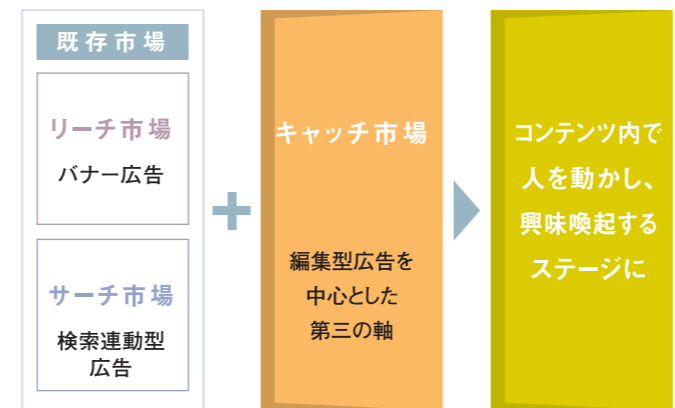 既存市場
リーチ市場
バナー広告
サーチ市場
検索連動型
広告
+
キャッチ市場
編集型広告を
中心とした
第三の軸
コンテンツ内で
人を動かし、
興味喚起する
ステージに